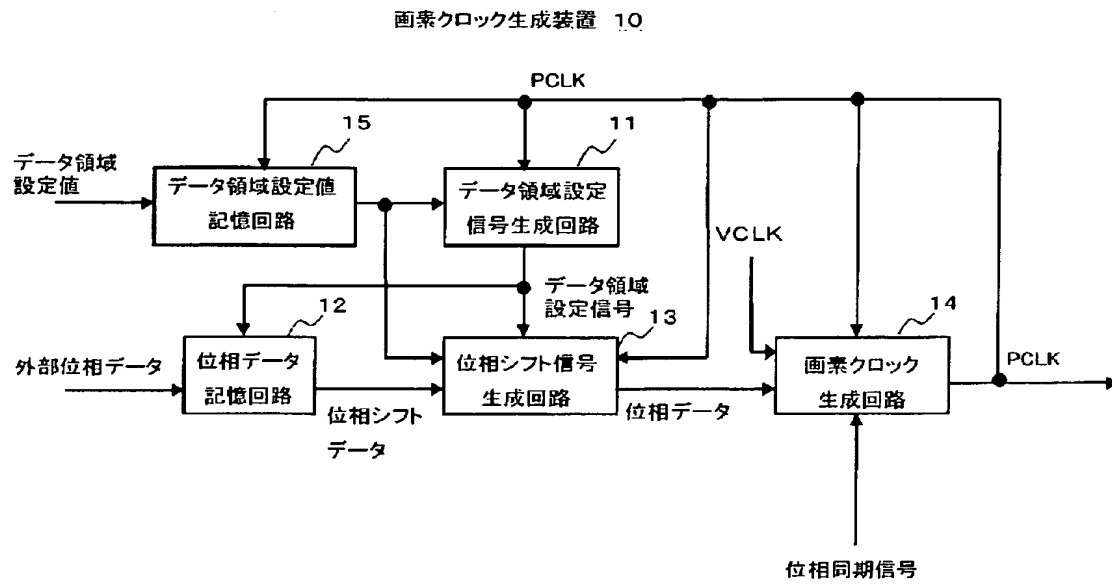 画素クロック生成装置 10
PCLK
15
11
データ領域
設定値
データ領域設定値
記憶回路
データ領域設定
信号生成回路
VCLK
データ領域
設定信号
12
13
14
外部位相データ
位相データ
記憶回路
位相シフト信号
生成回路
画素クロック
生成回路
PCLK
位相シフト
データ
位相データ
位相同期信号